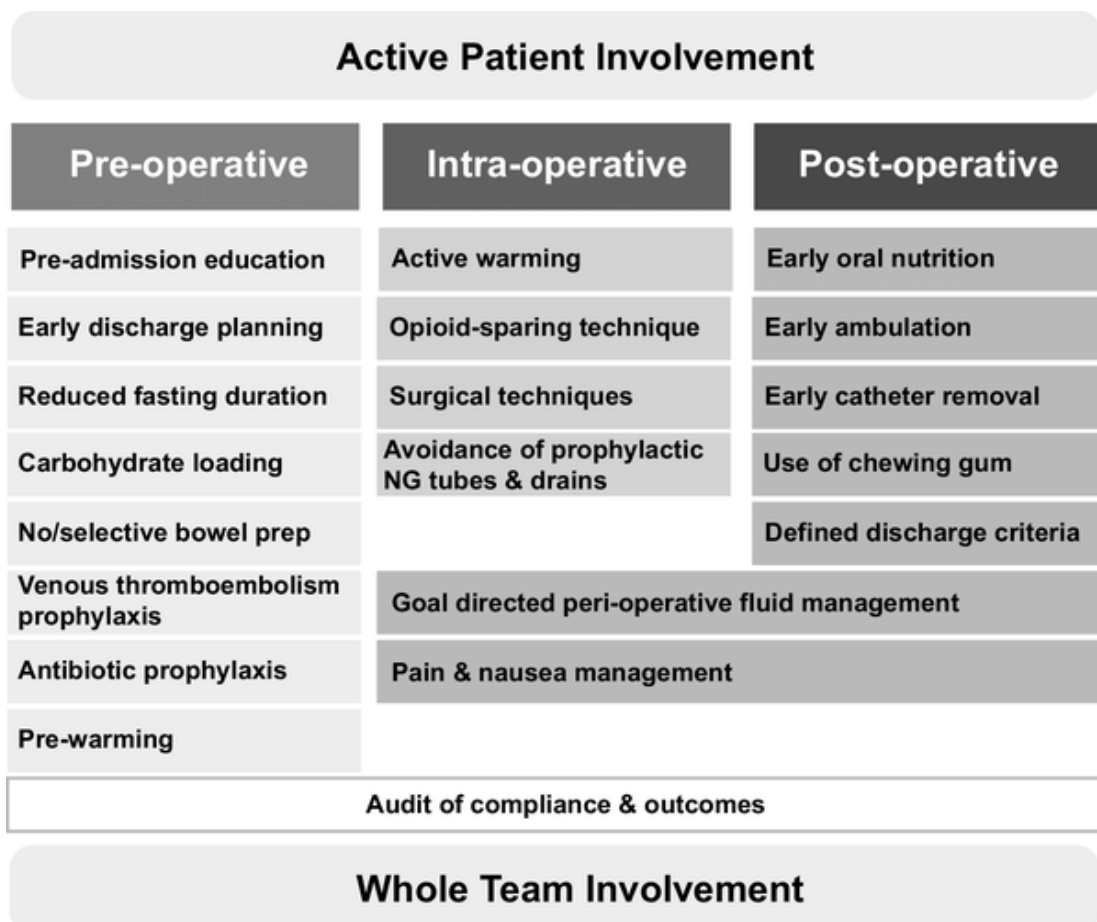 Active Patient Involvement
Pre-operative
Intra-operative
Post-operative
Pre-admission education
Early discharge planning
Reduced fasting duration
Carbohydrate loading
No/selective bowel prep
Venous thromboembolism
prophylaxis
Antibiotic prophylaxis
Pre-warming
Active warming
Opioid-sparing technique
Surgical techniques
Avoidance of prophylactic
NG tubes & drains
Early oral nutrition
Early ambulation
Early catheter removal
Use of chewing gum
Defined discharge criteria
Goal directed peri-operative fluid management
Pain & nausea management
Audit of compliance & outcomes
Whole Team Involvement